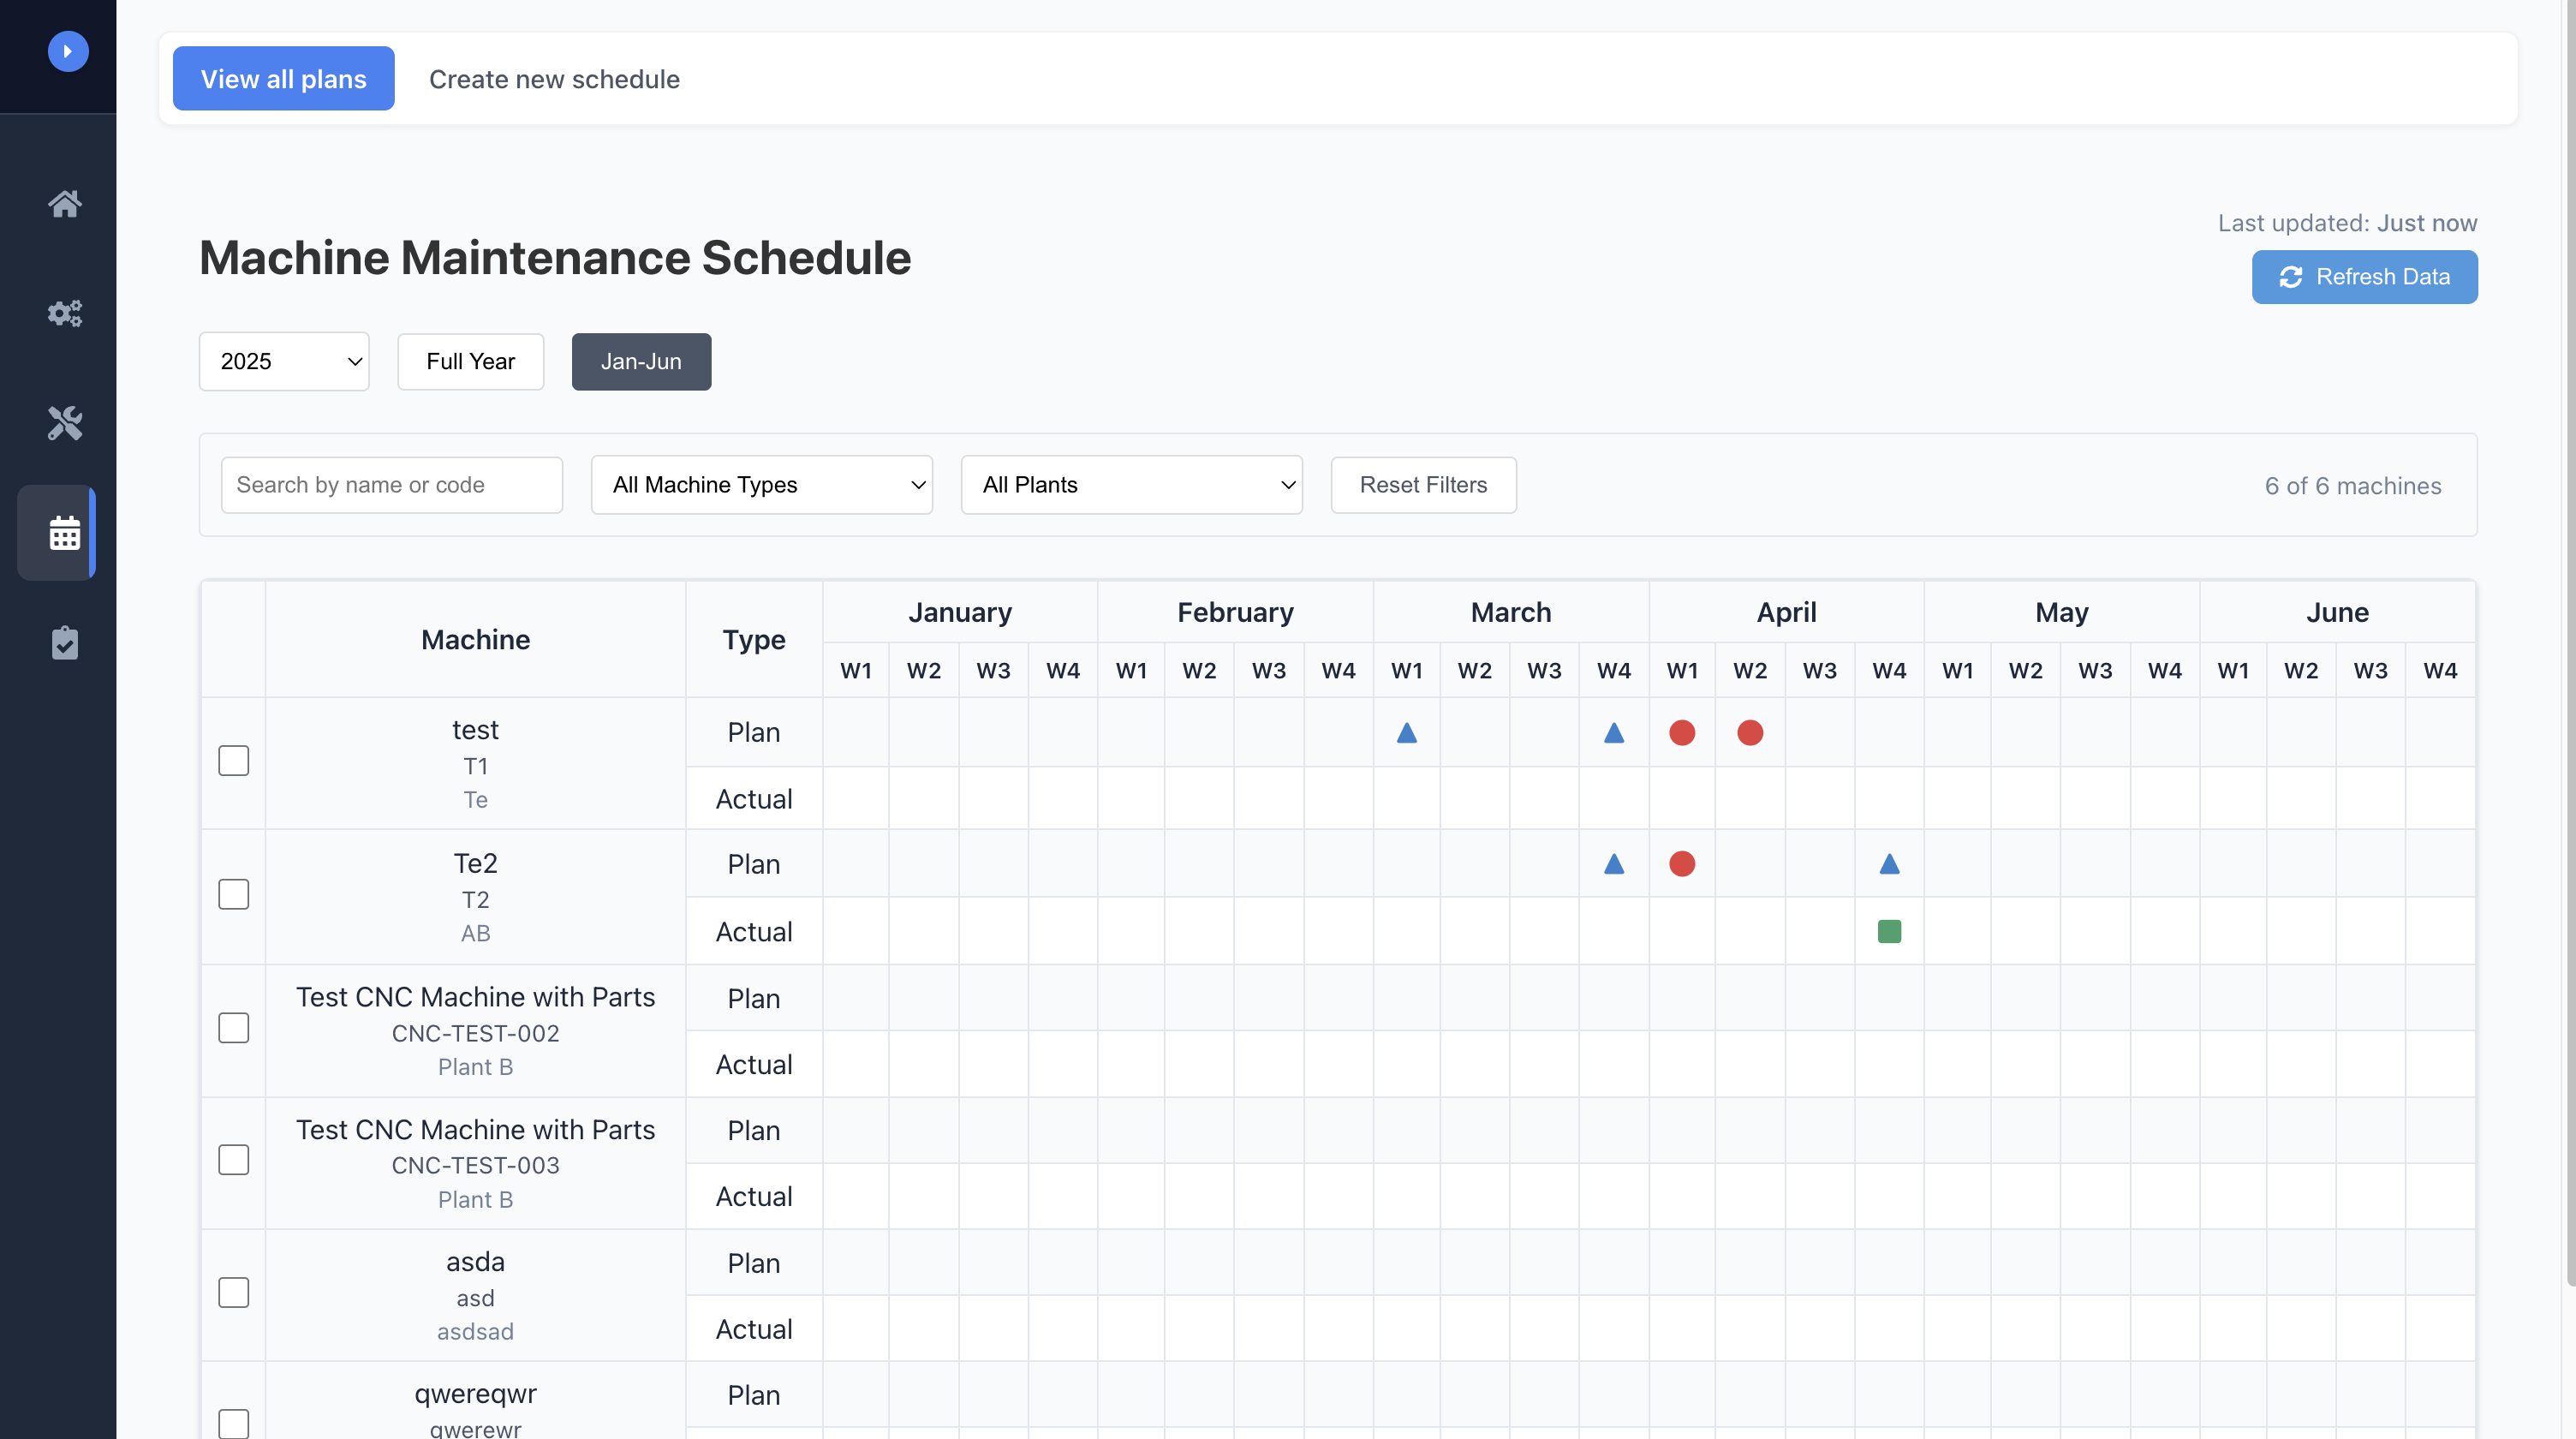 View all plans
Create new schedule
Last updated: Just now
Machine Maintenance Schedule
Refresh Data
2025
Full Year
Jan-Jun
Search by name or code
All Machine Types
All Plants
Reset Filters
6 of 6 machines
Machine
Type
January
February
March
April
May
June
W1 W2 W3 W4 W1 W2 W3 W4 W1 W2 W3 W4 W1 W2 W3 W4 W1 W2 W3 W4 W1 W2 W3 W4
test
T1
Te
Plan
Actual
Te2
T2
AB
Plan
Actual
Test CNC Machine with Parts
CNC-TEST-002
Plant B
Plan
Actual
Test CNC Machine with Parts
CNC-TEST-003
Plant B
Plan
Actual
asda
asd
asdsad
Plan
Actual
qwereqwr
qwerewr
Plan